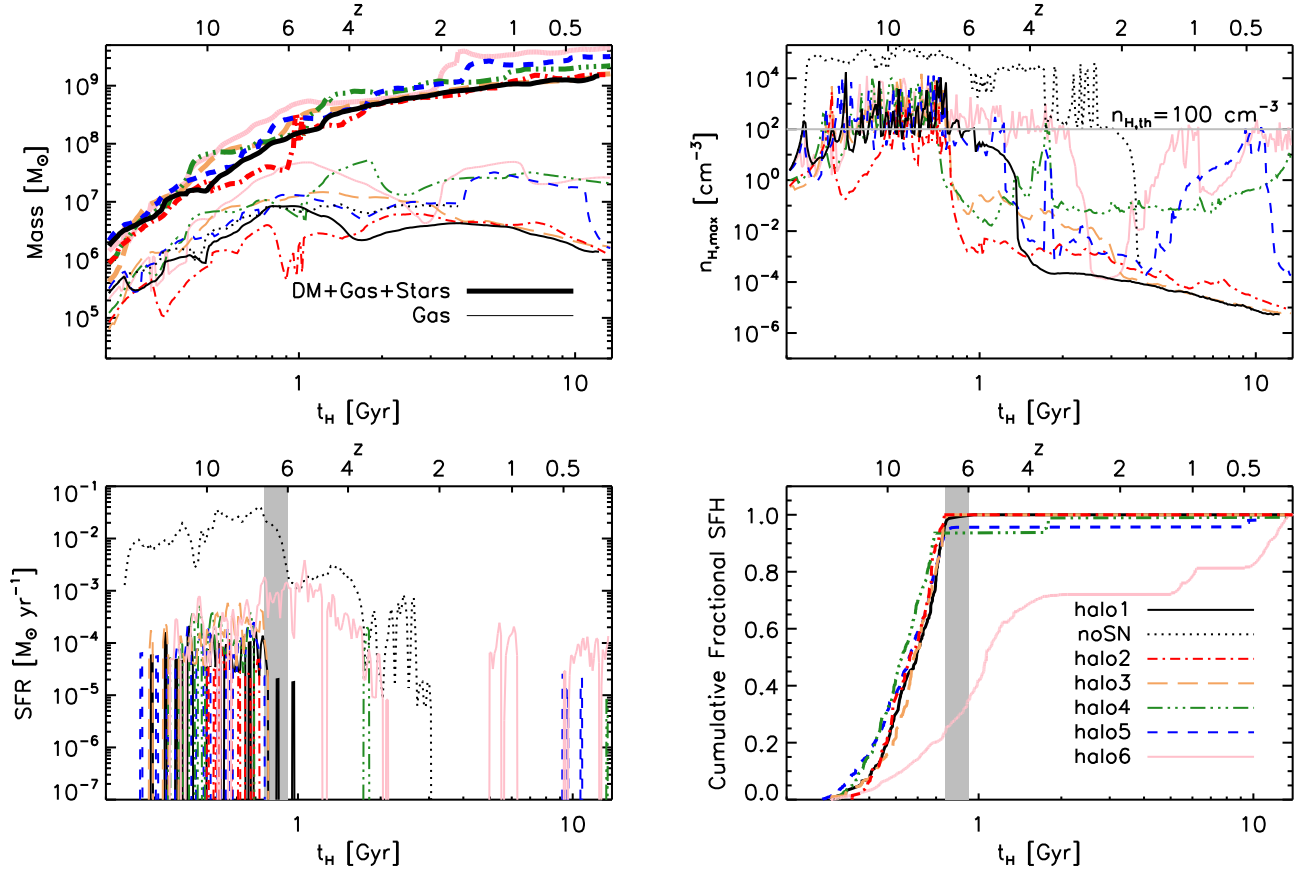 z
10 6 4 2 1 0.5
10⁹
10⁸
10⁷
10⁶
10⁵
Mass [M☉]
DM+Gas+Stars
Gas
1 10
t_H [Gyr]
z
10 6 4 2 1 0.5
10⁴
10²
10⁰
10⁻²
10⁻⁴
10⁻⁶
n_H,max [cm⁻³]
n_H,th=100 cm⁻³
1 10
t_H [Gyr]
z
10 6 4 2 1 0.5
10⁻¹
10⁻²
10⁻³
10⁻⁴
10⁻⁵
10⁻⁶
10⁻⁷
SFR [M☉ yr⁻¹]
1 10
t_H [Gyr]
z
10 6 4 2 1 0.5
1.0
0.8
0.6
0.4
0.2
0.0
Cumulative Fractional SFH
halo1
noSN
halo2
halo3
halo4
halo5
halo6
1 10
t_H [Gyr]